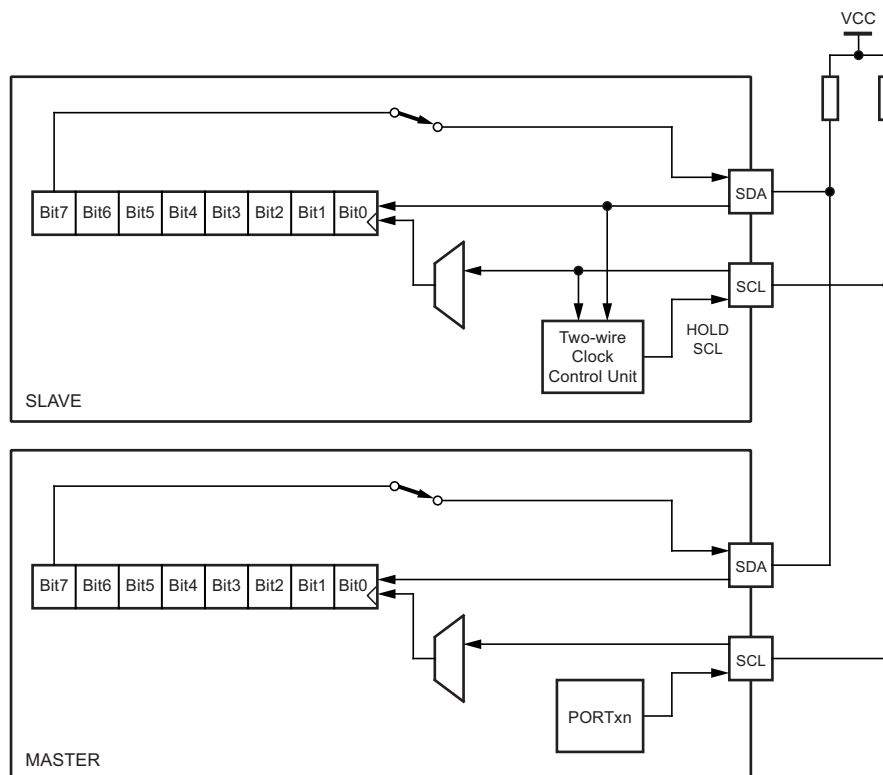 VCC
Bit7 Bit6 Bit5 Bit4 Bit3 Bit2 Bit1 Bit0
SDA
SCL
Two-wire
Clock
Control Unit
HOLD
SCL
SLAVE
Bit7 Bit6 Bit5 Bit4 Bit3 Bit2 Bit1 Bit0
SDA
SCL
PORTxn
MASTER